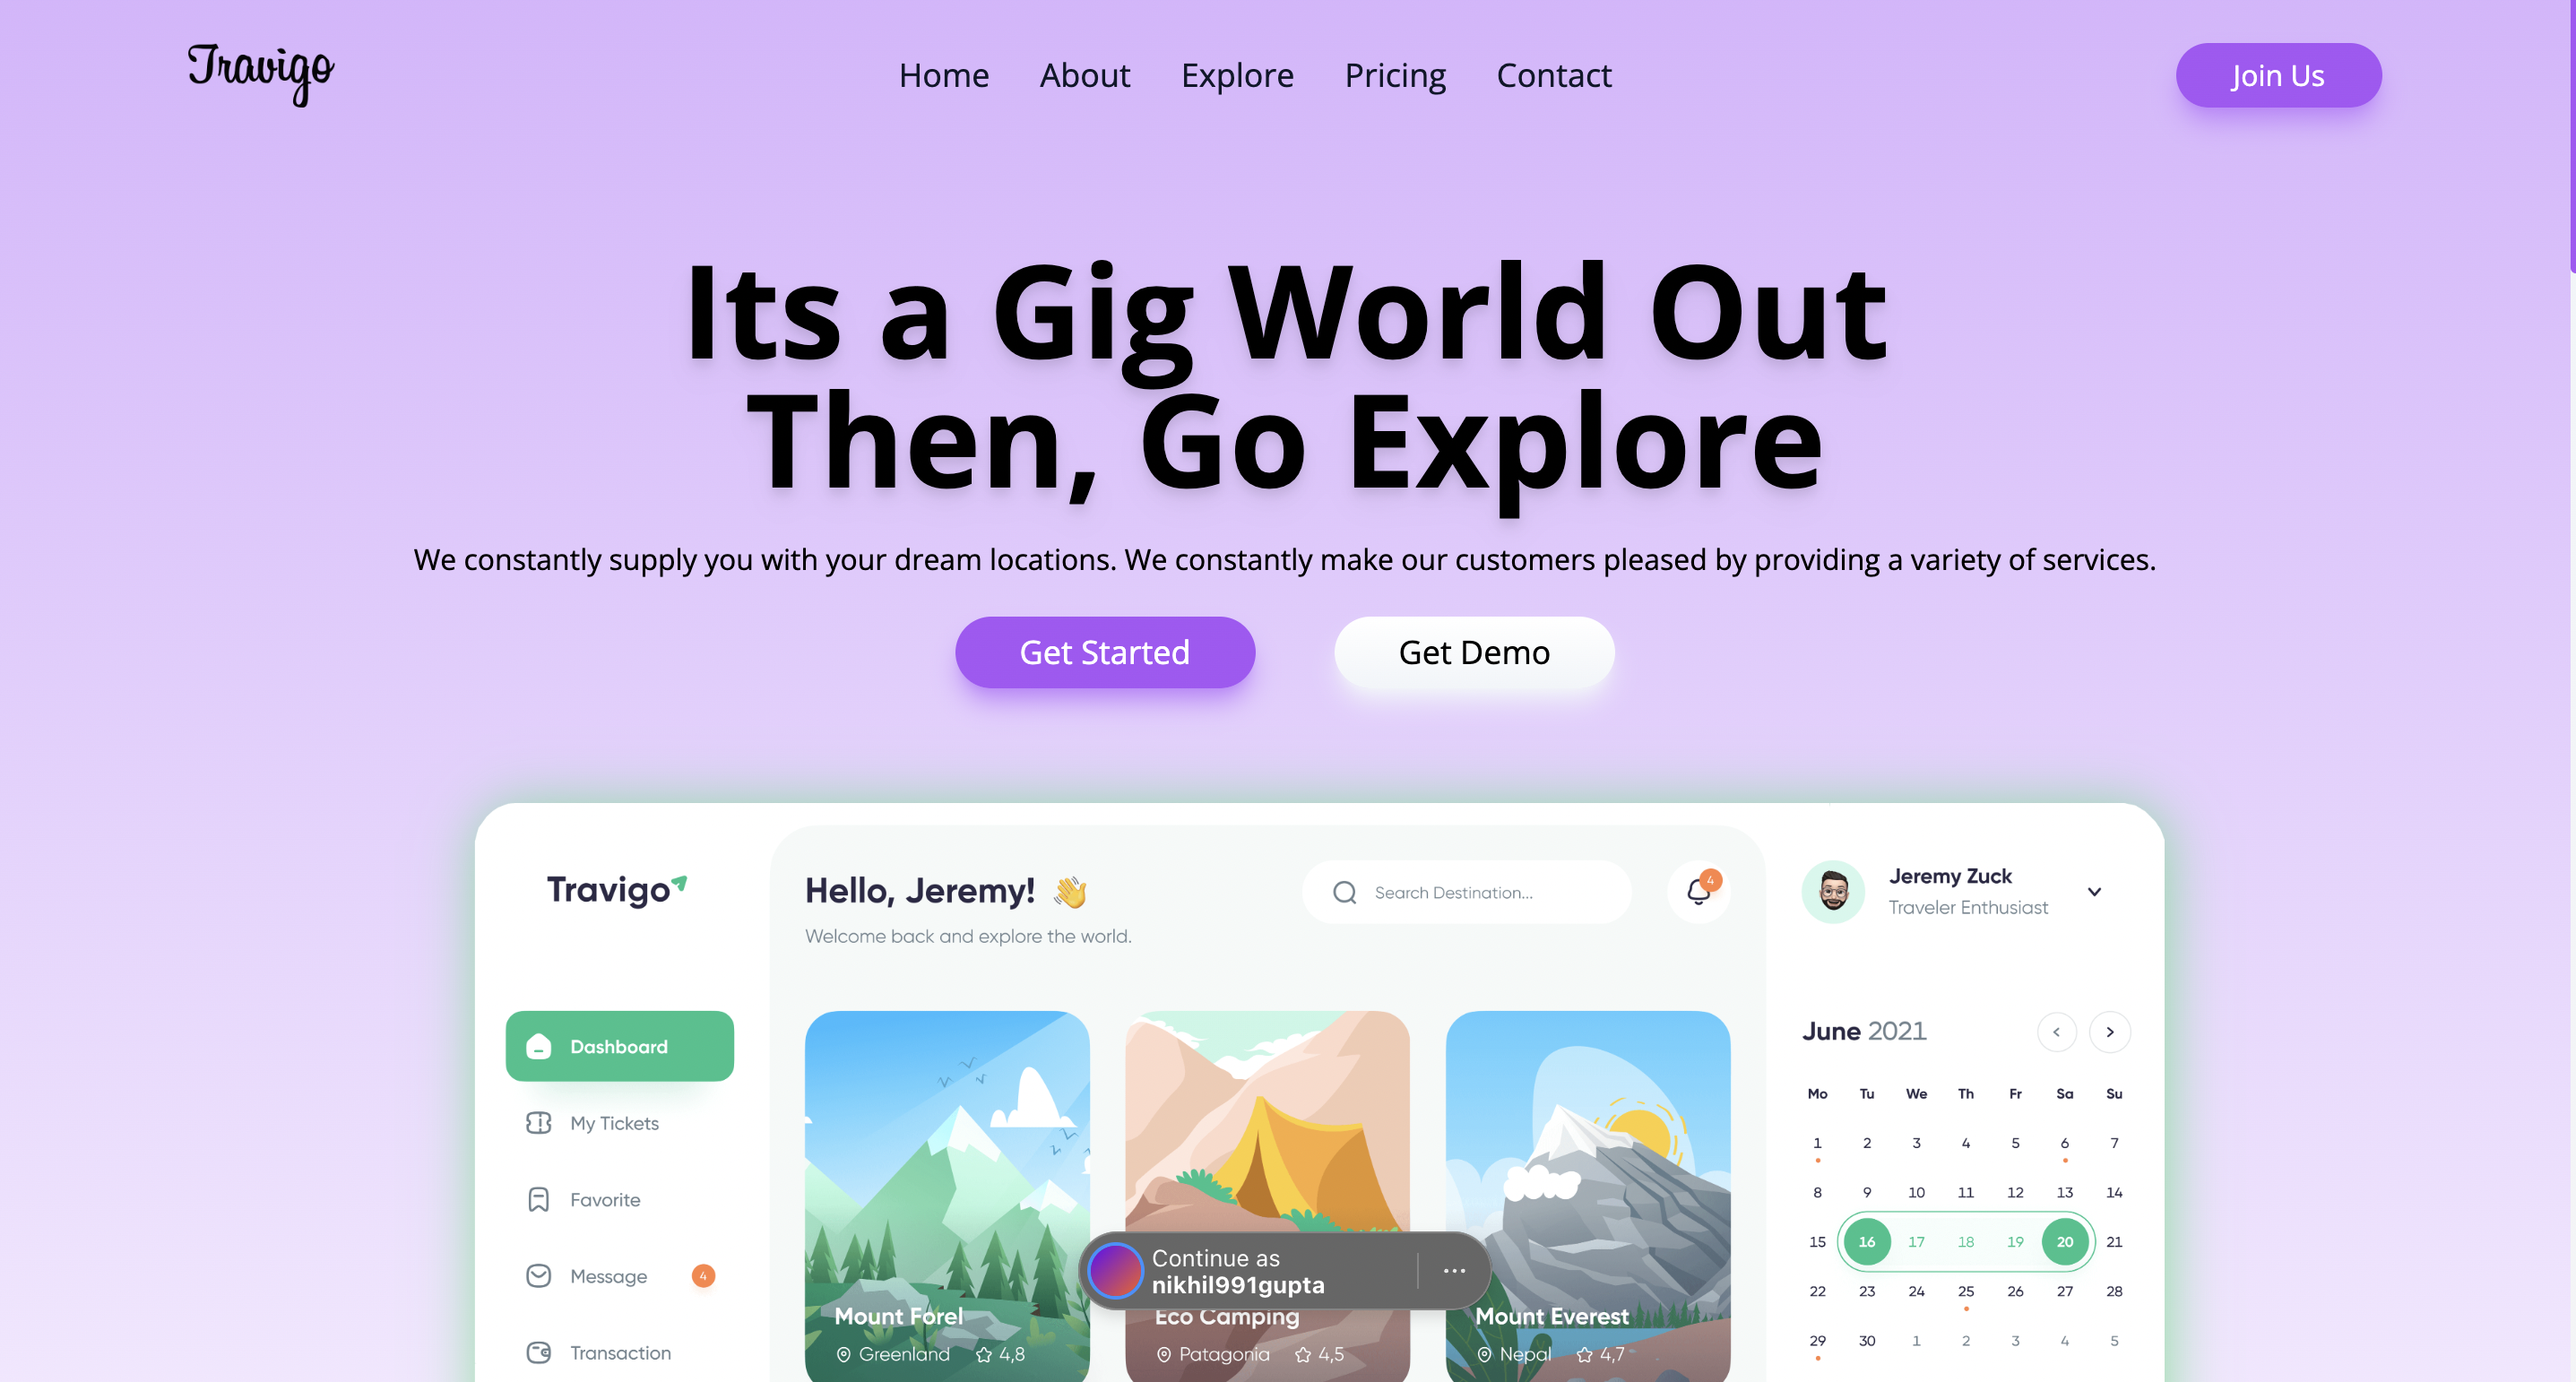 Travigo
Home About Explore Pricing Contact
Join Us
Its a Gig World Out
Then, Go Explore
We constantly supply you with your dream locations. We constantly make our customers pleased by providing a variety of services.
Get Started
Get Demo
Travigo
Dashboard
My Tickets
Favorite
Message 4
Transaction
Hello, Jeremy! 👋
Welcome back and explore the world.
Search Destination...
4
Mount Forel
Greenland 4,8
Eco Camping
Patagonia 4,5
Mount Everest
Nepal 4,7
Continue as
nikhil991gupta
Jeremy Zuck
Traveler Enthusiast
June 2021
Mo Tu We Th Fr Sa Su
1 2 3 4 5 6 7
8 9 10 11 12 13 14
15 16 17 18 19 20 21
22 23 24 25 26 27 28
29 30 1 2 3 4 5